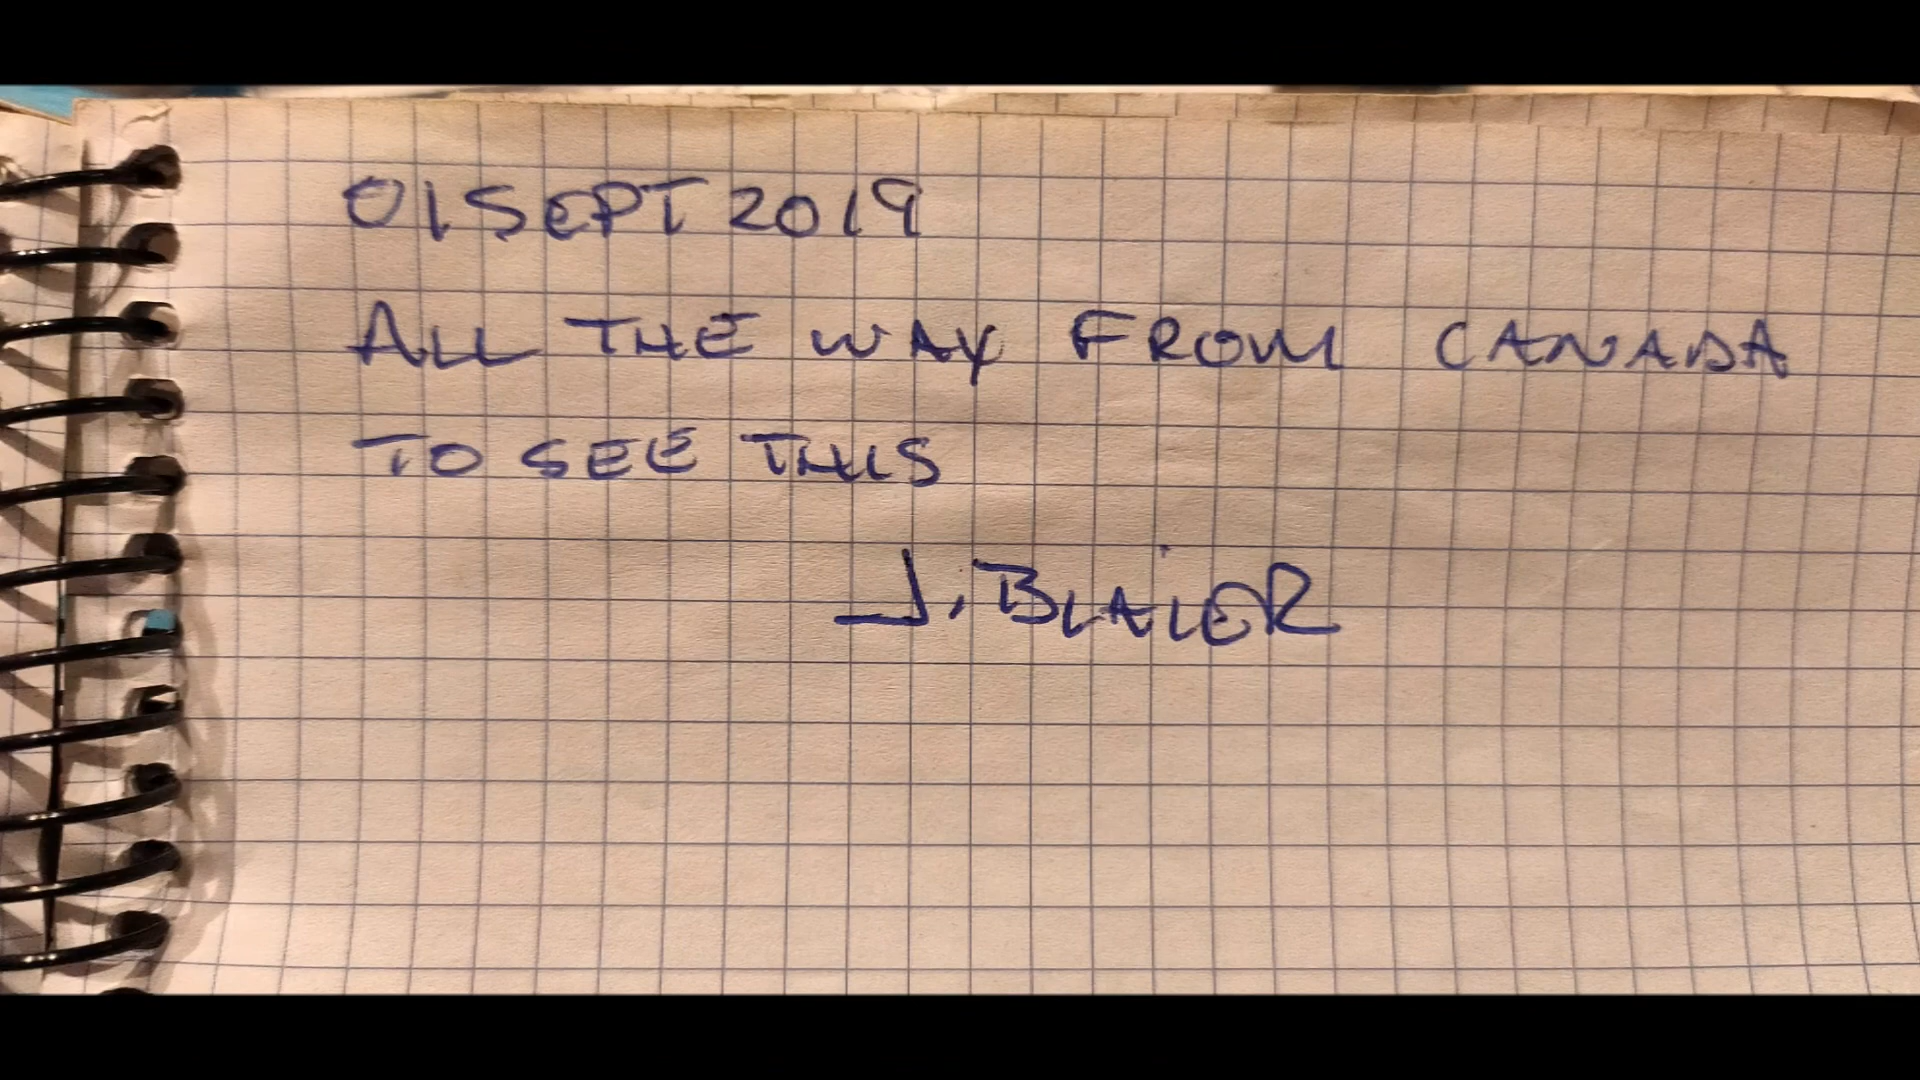 01 SEPT 2019
ALL THE WAY FROM CANADA
TO SEE THIS
J. BLAIER